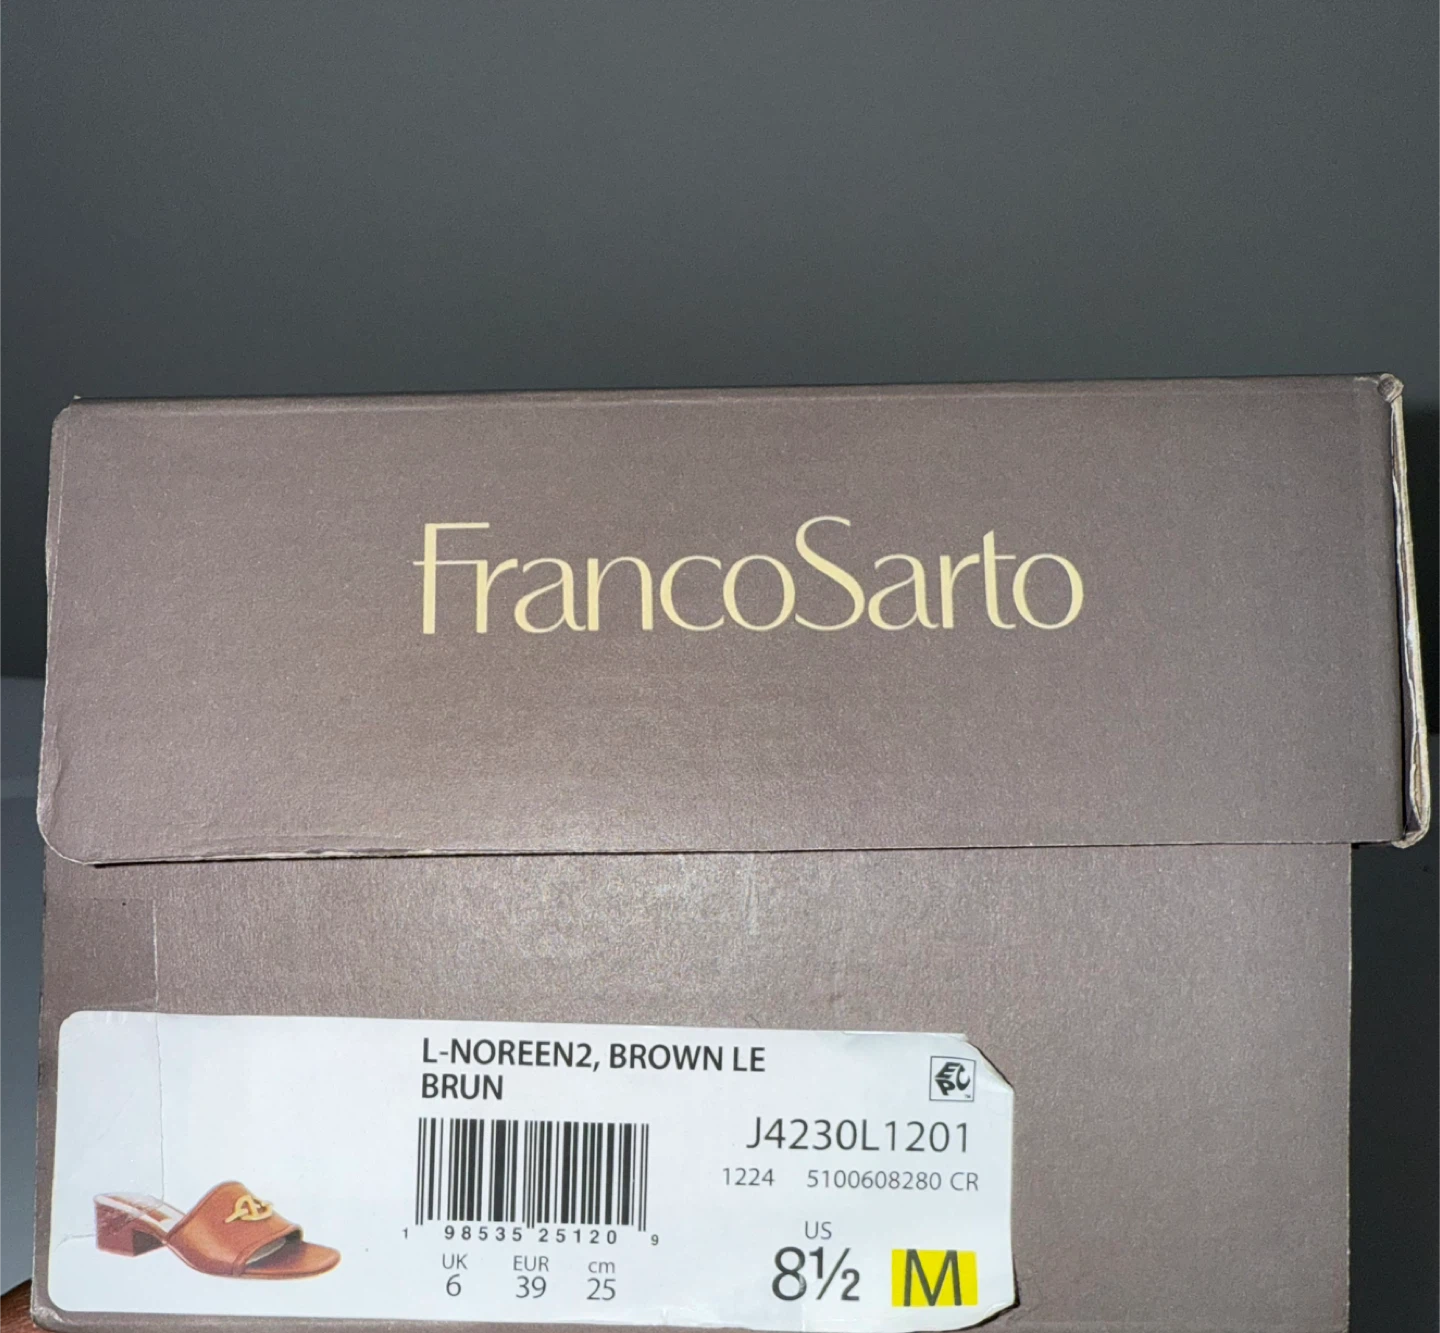 FrancoSarto
L-NOREEN2, BROWN LE
BRUN
EPC
J4230L1201
1224 5100608280 CR
1 98535 25120 9
UK EUR cm
6 39 25
US
8½ M